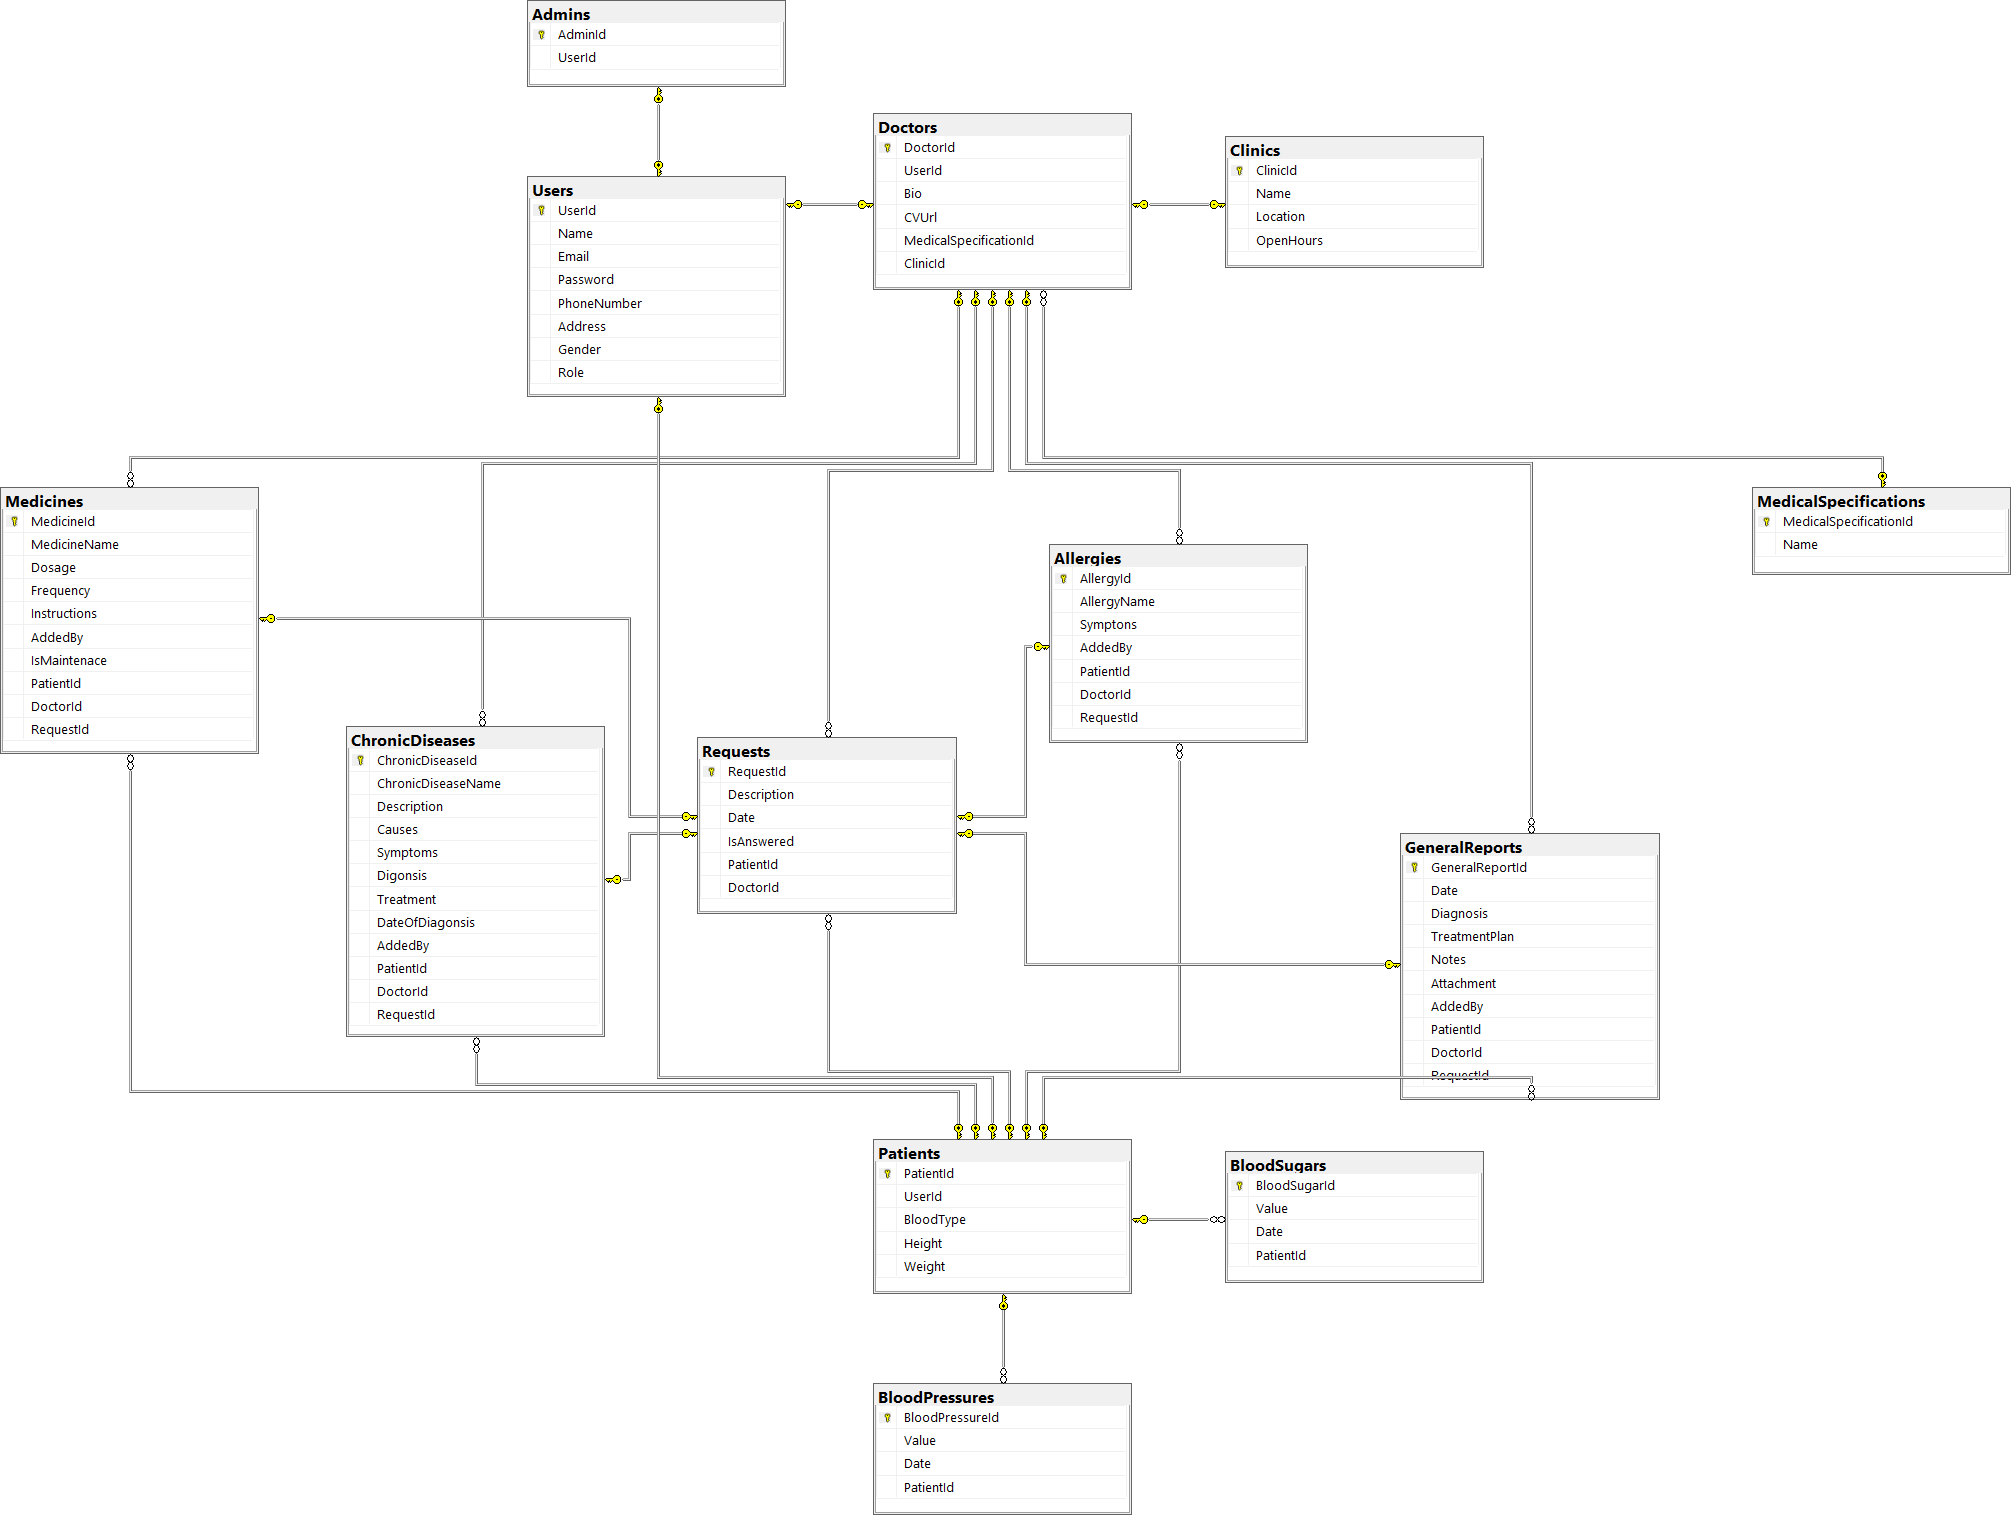 Admins
AdminId
UserId
Doctors
DoctorId
UserId
Bio
CVUrl
MedicalSpecificationId
ClinicId
Clinics
ClinicId
Name
Location
OpenHours
Users
UserId
Name
Email
Password
PhoneNumber
Address
Gender
Role
Medicines
MedicineId
MedicineName
Dosage
Frequency
Instructions
AddedBy
IsMaintenace
PatientId
DoctorId
RequestId
MedicalSpecifications
MedicalSpecificationId
Name
Allergies
AllergyId
AllergyName
Symptons
AddedBy
PatientId
DoctorId
RequestId
ChronicDiseases
ChronicDiseaseId
ChronicDiseaseName
Description
Causes
Symptoms
Digonsis
Treatment
DateOfDiagonsis
AddedBy
PatientId
DoctorId
RequestId
Requests
RequestId
Description
Date
IsAnswered
PatientId
DoctorId
GeneralReports
GeneralReportId
Date
Diagnosis
TreatmentPlan
Notes
Attachment
AddedBy
PatientId
DoctorId
RequestId
Patients
PatientId
UserId
BloodType
Height
Weight
BloodSugars
BloodSugarId
Value
Date
PatientId
BloodPressures
BloodPressureId
Value
Date
PatientId